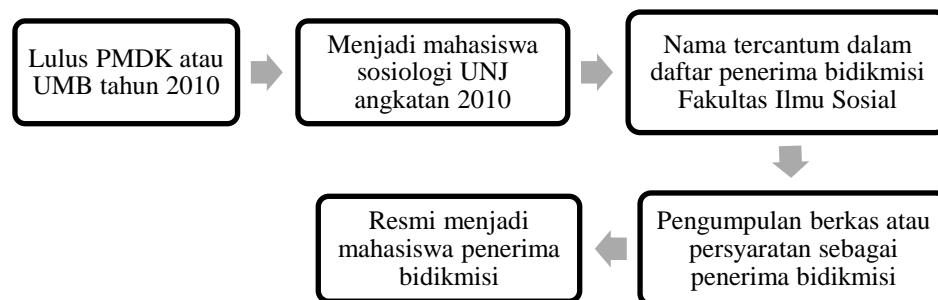 Lulus PMDK atau
UMB tahun 2010
Menjadi mahasiswa
sosiologi UNJ
angkatan 2010
Nama tercantum dalam
daftar penerima bidikmisi
Fakultas Ilmu Sosial
Pengumpulan berkas atau
persyaratan sebagai
penerima bidikmisi
Resmi menjadi
mahasiswa penerima
bidikmisi